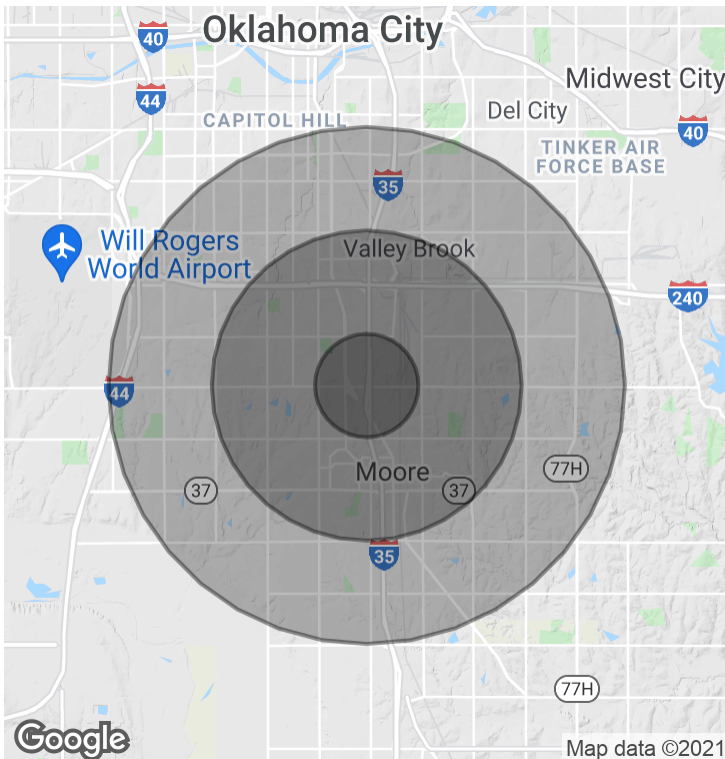 Oklahoma City
40
44
Midwest City
Del City
CAPITOL HILL
40
TINKER AIR
FORCE BASE
35
Will Rogers
World Airport
Valley Brook
240
44
Moore
77H
37
37
35
77H
Google
Map data ©2021